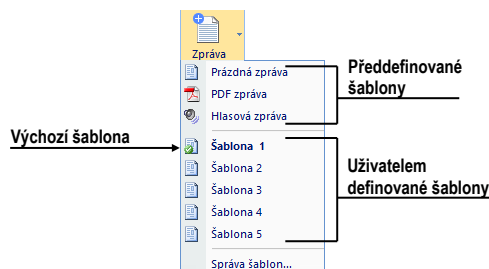 Zpráva
Prázdná zpráva
PDF zpráva
Hlasová zpráva
Předdefinované
šablony
Výchozí šablona
Šablona 1
Šablona 2
Šablona 3
Šablona 4
Šablona 5
Uživatelem
definované šablony
Správa šablon...